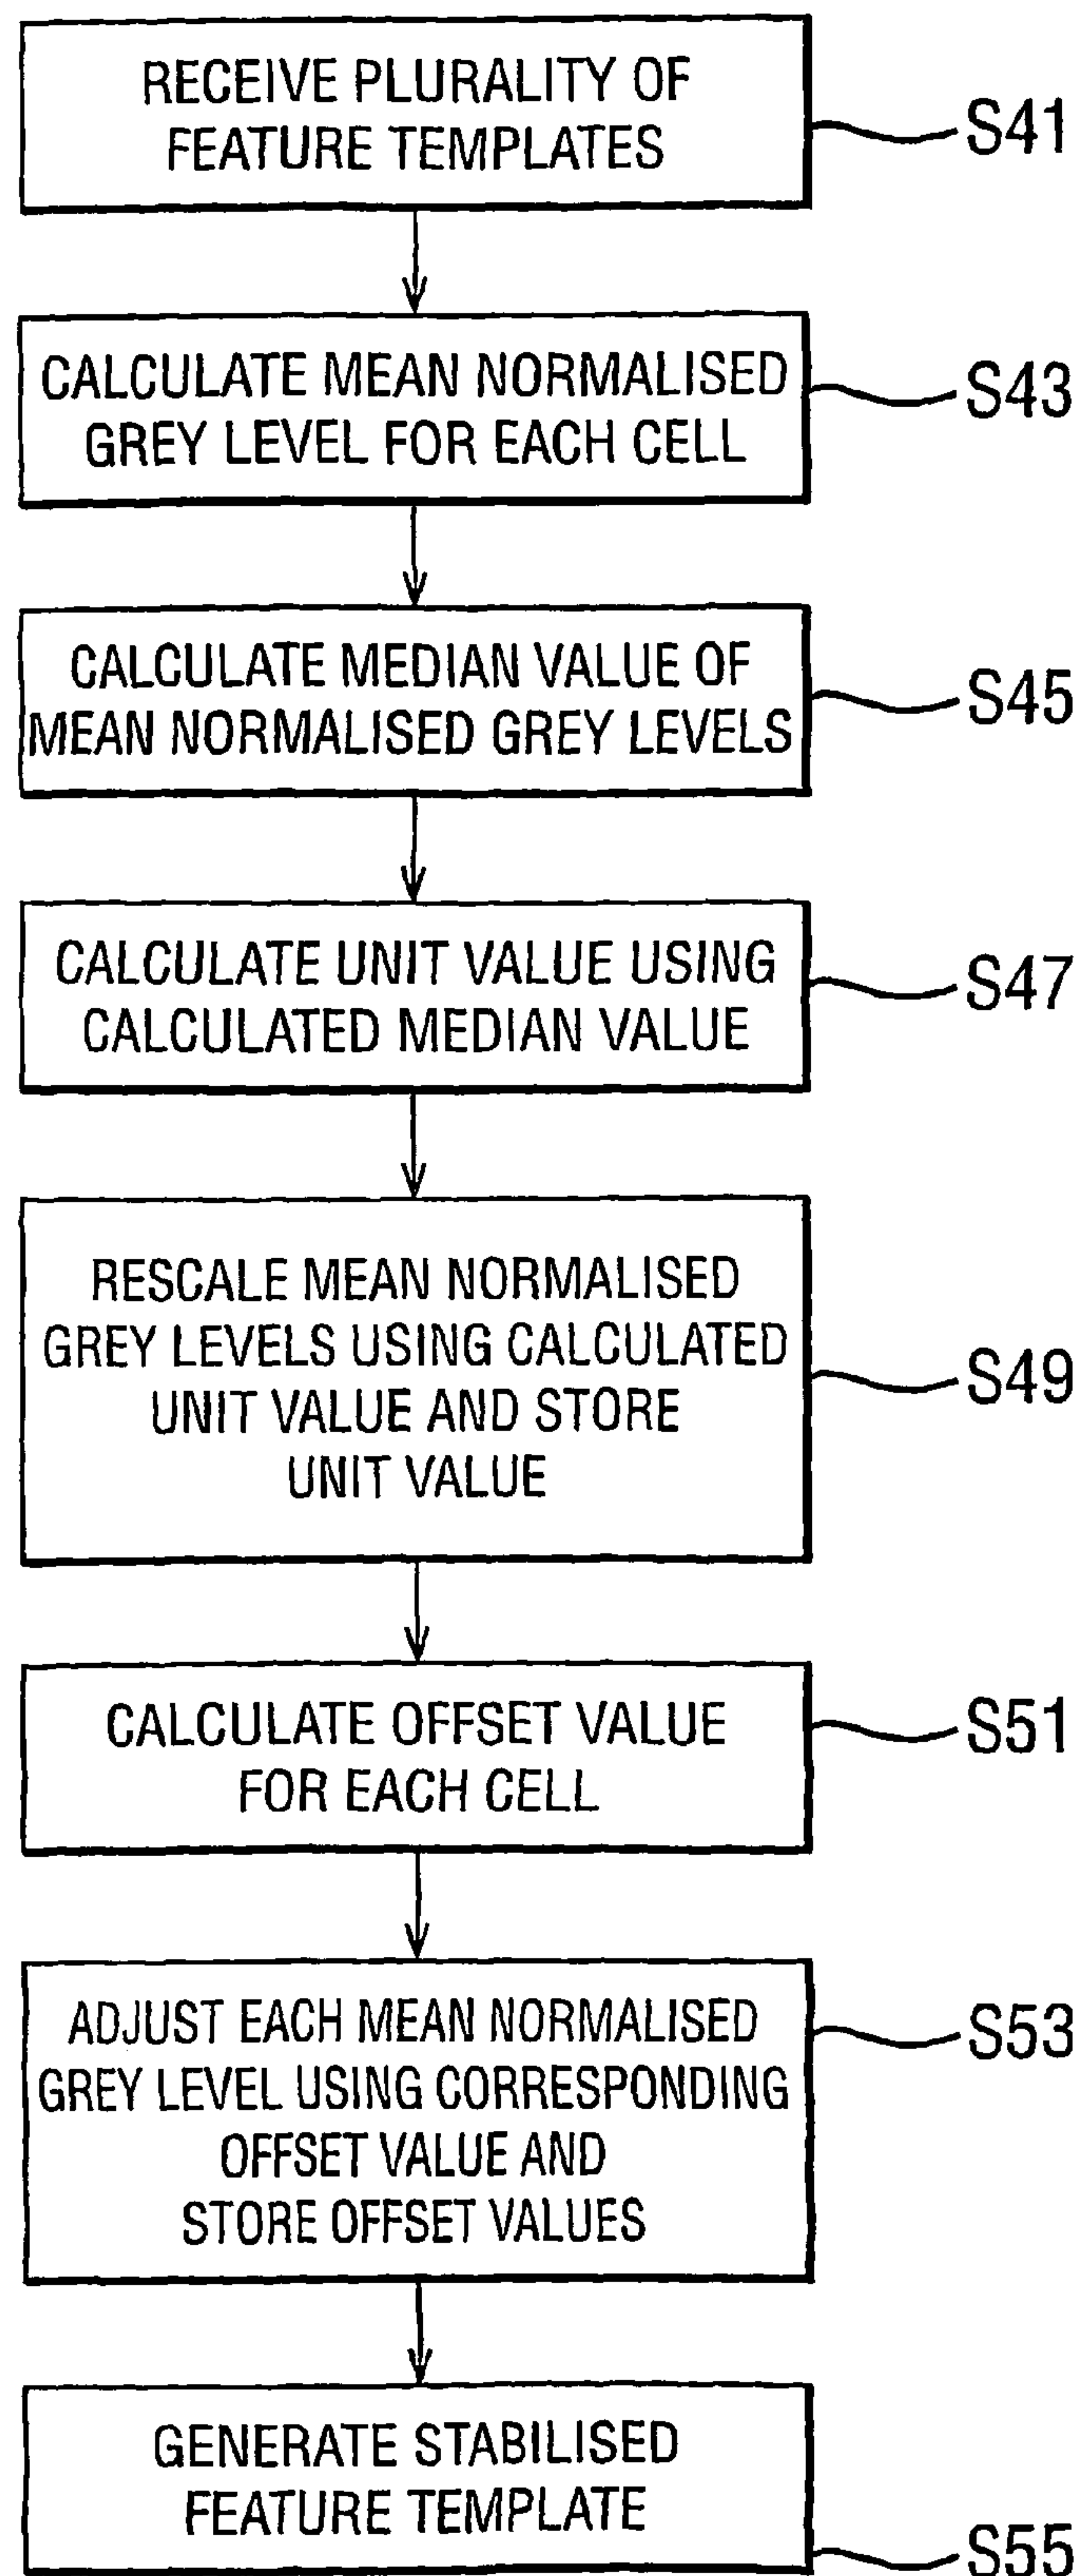 RECEIVE PLURALITY OF
FEATURE TEMPLATES
S41
CALCULATE MEAN NORMALISED
GREY LEVEL FOR EACH CELL
S43
CALCULATE MEDIAN VALUE OF
MEAN NORMALISED GREY LEVELS
S45
CALCULATE UNIT VALUE USING
CALCULATED MEDIAN VALUE
S47
RESCALE MEAN NORMALISED
GREY LEVELS USING CALCULATED
UNIT VALUE AND STORE
UNIT VALUE
S49
CALCULATE OFFSET VALUE
FOR EACH CELL
S51
ADJUST EACH MEAN NORMALISED
GREY LEVEL USING CORRESPONDING
OFFSET VALUE AND
STORE OFFSET VALUES
S53
GENERATE STABILISED
FEATURE TEMPLATE
S55